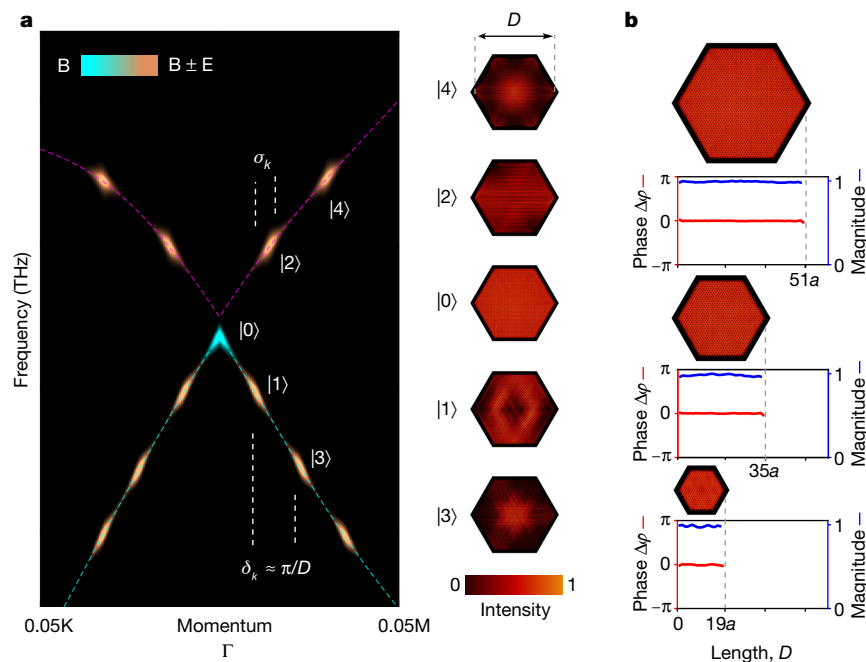 a
B
B ± E
Frequency (THz)
σk
|4⟩
|2⟩
|0⟩
|1⟩
|3⟩
δk ≈ π/D
0.05K
Momentum
0.05M
Γ
D
|4⟩
|2⟩
|0⟩
|1⟩
|3⟩
0
1
Intensity
b
Phase Δφ
π
0
−π
1
0
Magnitude
51a
Phase Δφ
π
0
−π
1
0
Magnitude
35a
Phase Δφ
π
0
−π
1
0
Magnitude
0
19a
Length, D